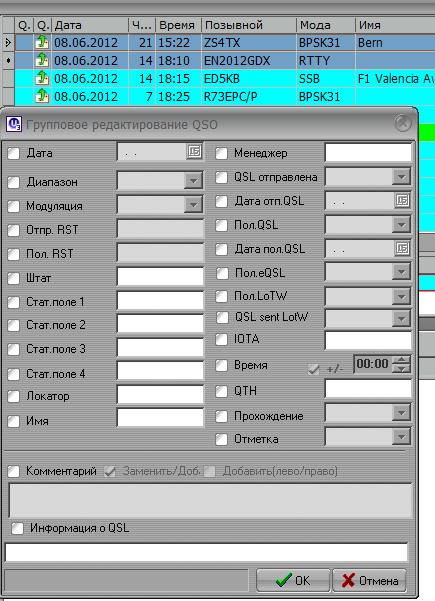 Q. Q. Дата Ч... Время Позывной Мода Имя
08.06.2012 21 15:22 ZS4TX BPSK31 Bern
08.06.2012 14 18:10 EN2012GDX RTTY
08.06.2012 14 18:15 ED5KB SSB F1 Valencia
08.06.2012 7 18:25 R73EPC/P BPSK31
Групповое редактирование QSO
Дата . . 15 Менеджер
Диапазон QSL отправлена
Модуляция Дата отп.QSL . . 15
Отпр. RST Пол.QSL
Пол. RST Дата пол.QSL . . 15
Штат Пол.eQSL
Стат.поле 1 Пол.LoTW
Стат.поле 2 QSL sent LotW
Стат.поле 3 IOTA
Стат.поле 4 Время +/- 00:00
Локатор QTH
Имя Прохождение
Отметка
Комментарий Заменить/Доб. Добавить(лево/право)
Информация о QSL
OK Отмена